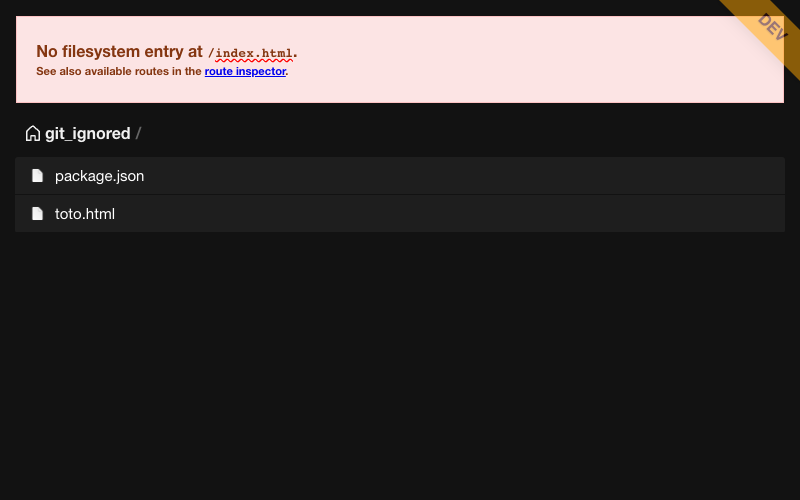 No filesystem entry at /index.html.
See also available routes in the route inspector.
DEV
git_ignored /
package.json
toto.html